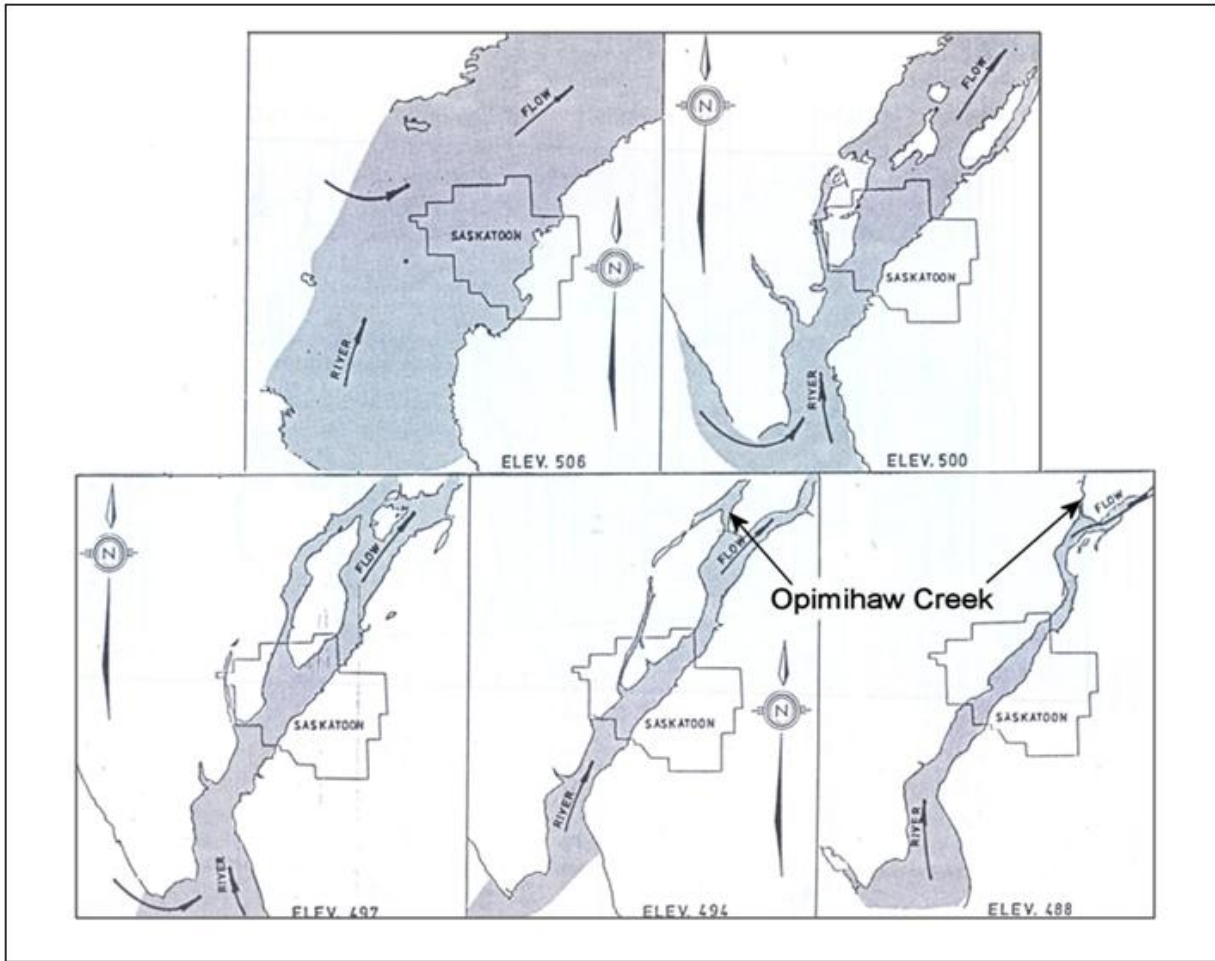 FLOW
SASKATOON
RIVER
N
ELEV. 506
FLOW
N
SASKATOON
RIVER
ELEV. 500
N
FLOW
SASKATOON
RIVER
ELEV. 497
FLOW
SASKATOON
N
RIVER
ELEV. 494
Opimihaw Creek
FLOW
SASKATOON
RIVER
ELEV. 488